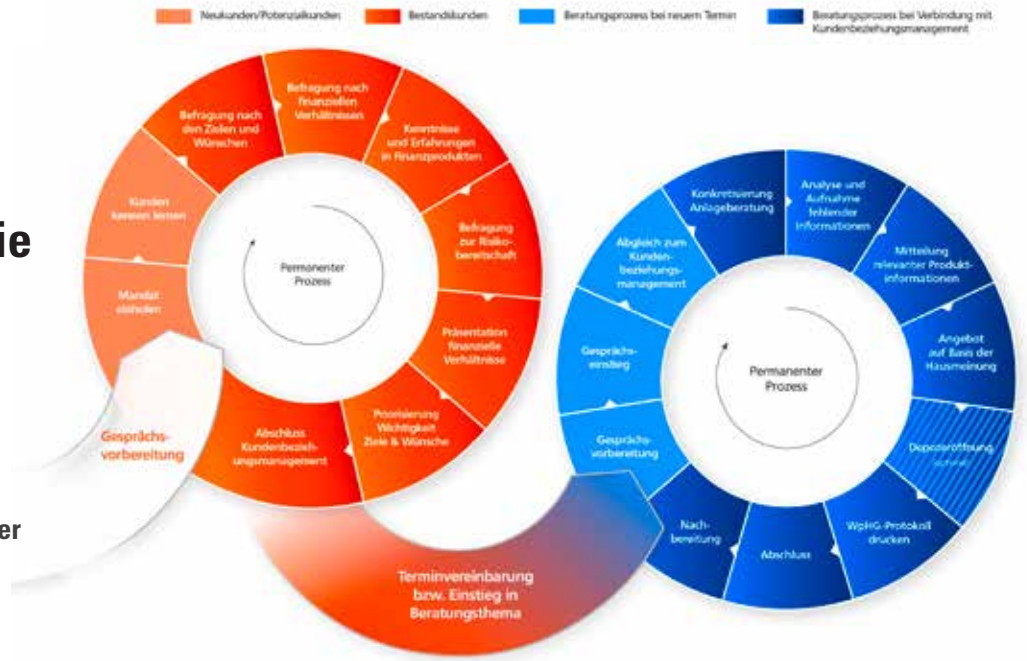 Neukunden/Potenzialkunden
Bestandskunden
Beratungsprozess bei neuem Termin
Beratungsprozess bei Verbindung mit
Kundenbeziehungsmanagement
Befragung nach
finanziellen
Verhältnissen
Befragung nach
den Zielen und
Wünschen
Kenntnisse
und Erfahrungen
in Finanzprodukten
Kunden
kennen lernen
Befragung
zur Risiko-
bereitschaft
Mandat
einholen
Permanenter
Prozess
Präsentation
finanzielle
Verhältnisse
Gesprächs-
vorbereitung
Abschluss
Kundenbezieh-
ungsmanagement
Priorisierung
Wichtigkeit
Ziele & Wünsche
ie
er
Terminvereinbarung
bzw. Einstieg in
Beratungsthema
Konkretisierung
Anlageberatung
Analyse und
Aufnahme
fehlender
Informationen
Abgleich zum
Kunden-
beziehungs-
management
Mitteilung
relevanter Produkt-
informationen
Gesprächs-
einstieg
Permanenter
Prozess
Angebot
auf Basis der
Hausmeinung
Gesprächs-
vorbereitung
Depoteröffnung
Nach-
bereitung
Abschluss
WpHG-Protokoll
drucken